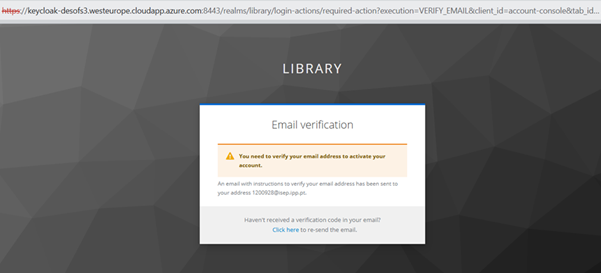 https://keycloak-desofs3.westeurope.cloudapp.azure.com:8443/realms/library/login-actions/required-action?execution=VERIFY_EMAIL&client_id=account-console&tab_id...
LIBRARY
Email verification
You need to verify your email address to activate your
account.
An email with instructions to verify your email address has been sent to
your address 1200928@isep.ipp.pt.
Haven't received a verification code in your email?
Click here to re-send the email.